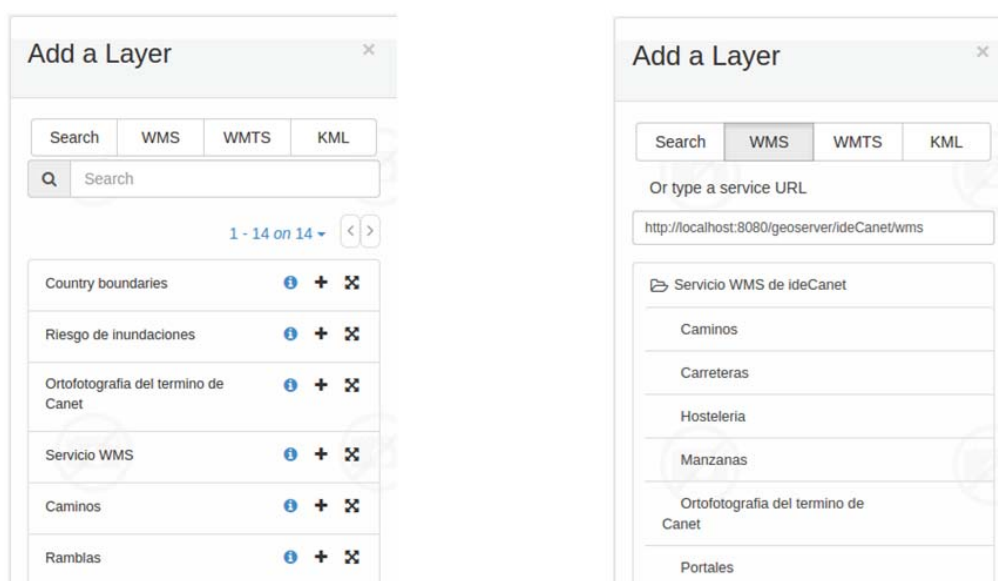 Add a Layer ×
Search WMS WMTS KML
Search
1 - 14 on 14 < >
Country boundaries
Riesgo de inundaciones
Ortofotografia del termino de
Canet
Servicio WMS
Caminos
Ramblas
Add a Layer ×
Search WMS WMTS KML
Or type a service URL
http://localhost:8080/geoserver/ideCanet/wms
Servicio WMS de ideCanet
Caminos
Carreteras
Hosteleria
Manzanas
Ortofotografia del termino de
Canet
Portales